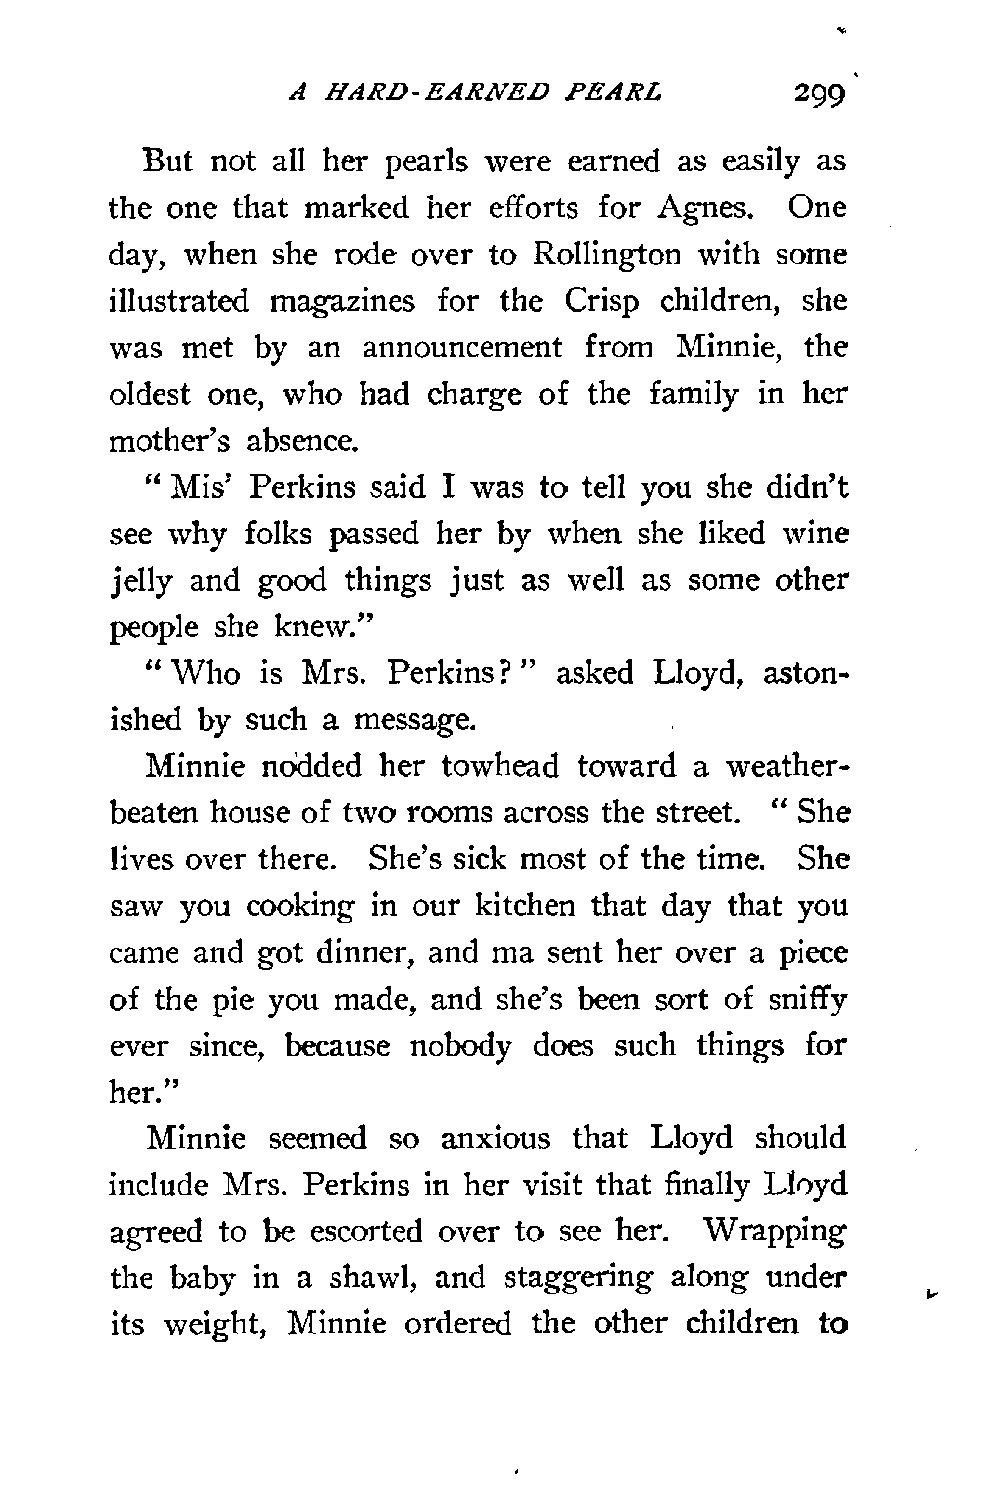 A HARD-EARNED PEARL 299
But not all her pearls were earned as easily as
the one that marked her efforts for Agnes. One
day, when she rode over to Rollington with some
illustrated magazines for the Crisp children, she
was met by an announcement from Minnie, the
oldest one, who had charge of the family in her
mother's absence.
" Mis' Perkins said I was to tell you she didn't
see why folks passed her by when she liked wine
jelly and good things just as well as some other
people she knew."
" Who is Mrs. Perkins? " asked Lloyd, aston-
ished by such a message.
Minnie nodded her towhead toward a weather-
beaten house of two rooms across the street. " She
lives over there. She's sick most of the time. She
saw you cooking in our kitchen that day that you
came and got dinner, and ma sent her over a piece
of the pie you made, and she's been sort of sniffy
ever since, because nobody does such things for
her."
Minnie seemed so anxious that Lloyd should
include Mrs. Perkins in her visit that finally Lloyd
agreed to be escorted over to see her. Wrapping
the baby in a shawl, and staggering along under
its weight, Minnie ordered the other children to